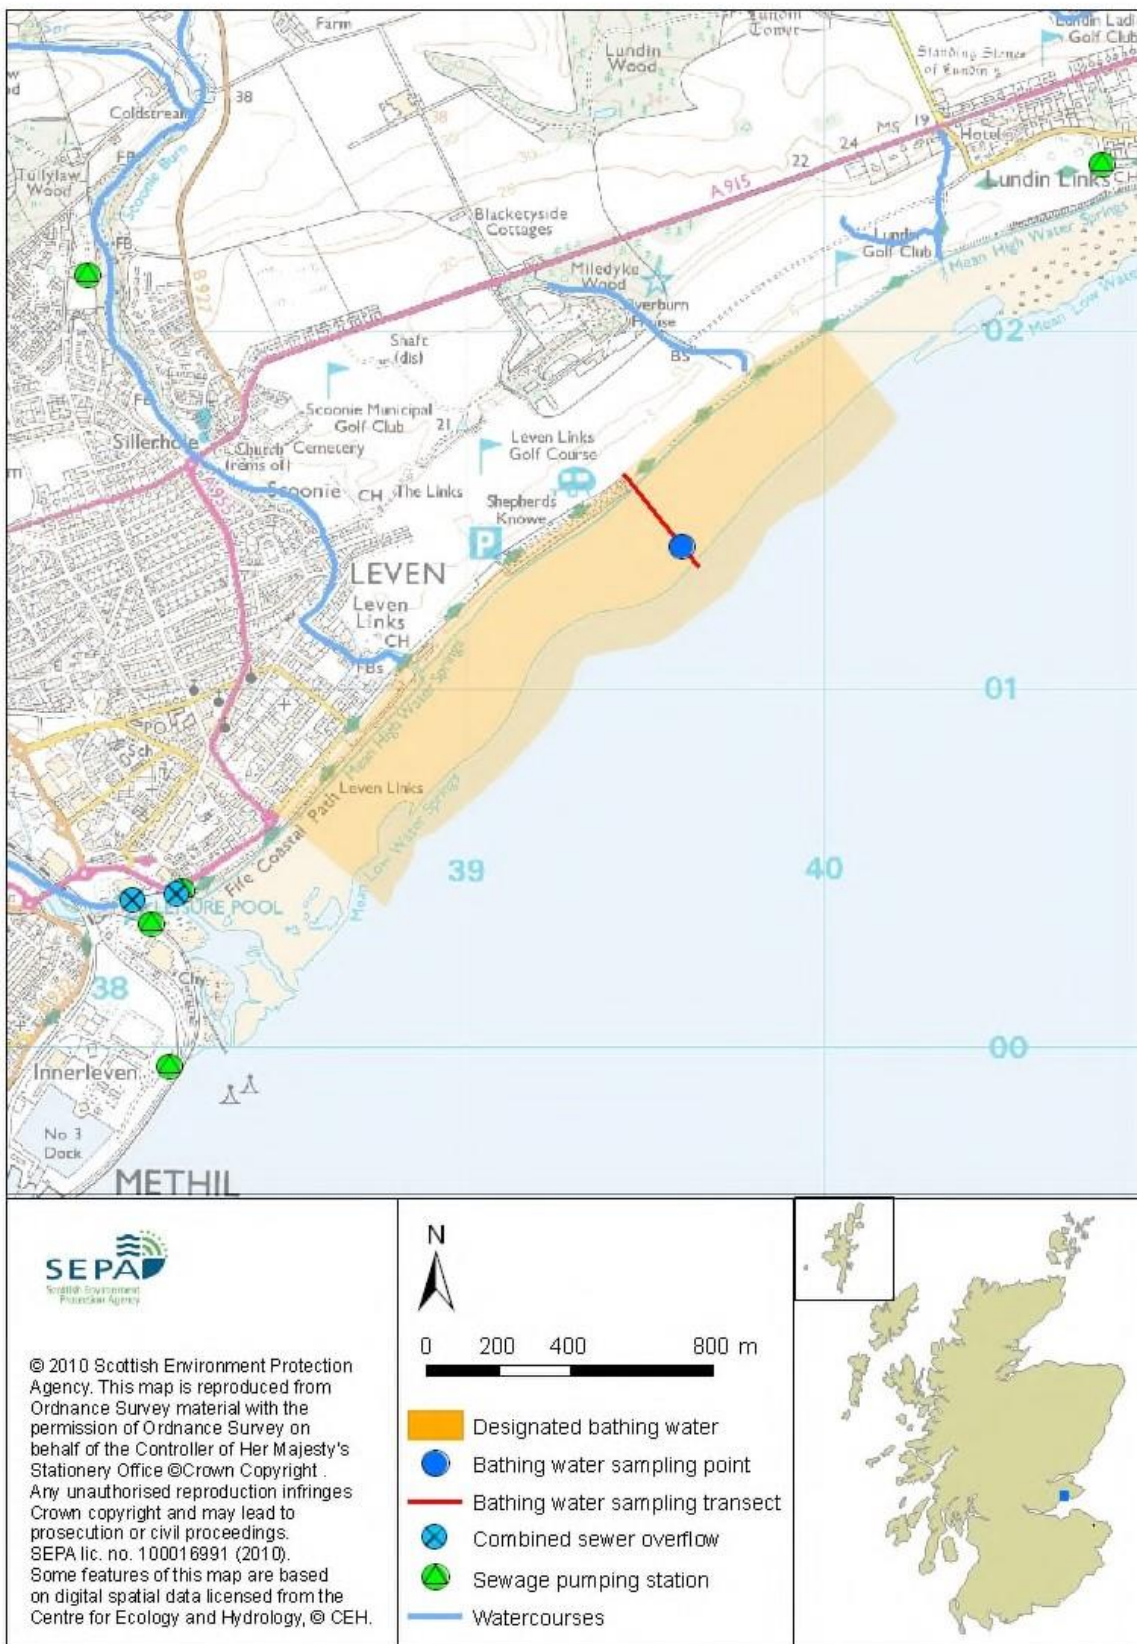 Farm
Lundin
Tower
Lundin
Wood
Lundin Ladi
Golf Club
Standing Stones
of Lundin
38
38
Coldstream
FB
Tullylaw
Wood
Scoonie Burn
FB
B 927
MS
19
Hotel
24
22
A 915
Lundin Links
CH
Blacketyside
Cottages
Lundin
Golf Club
Mean High Water Springs
Mean Low Water
Miledyke
Wood
Silverburn
House
BS
02
Shaft
(dis)
Scoonie Municipal
Golf Club
21
Sillerhole
Church
(rems of)
Cemetery
Leven Links
Golf Course
A 955
Scoonie
CH
The Links
Shepherds
Knowe
P
LEVEN
Leven
Links
CH
FBs
01
PO
Sch
Mean High Water Springs
Leven Links
Fife Coastal Path
Mean Low Water Springs
39
40
LEISURE POOL
38
Chy
00
Innerleven
No 3
Dock
METHIL
SEPA
Scottish Environment
Protection Agency
© 2010 Scottish Environment Protection
Agency. This map is reproduced from
Ordnance Survey material with the
permission of Ordnance Survey on
behalf of the Controller of Her Majesty's
Stationery Office ©Crown Copyright .
Any unauthorised reproduction infringes
Crown copyright and may lead to
prosecution or civil proceedings.
SEPA lic. no. 100016991 (2010).
Some features of this map are based
on digital spatial data licensed from the
Centre for Ecology and Hydrology, © CEH.
N
0 200 400 800 m
Designated bathing water
Bathing water sampling point
Bathing water sampling transect
Combined sewer overflow
Sewage pumping station
Watercourses